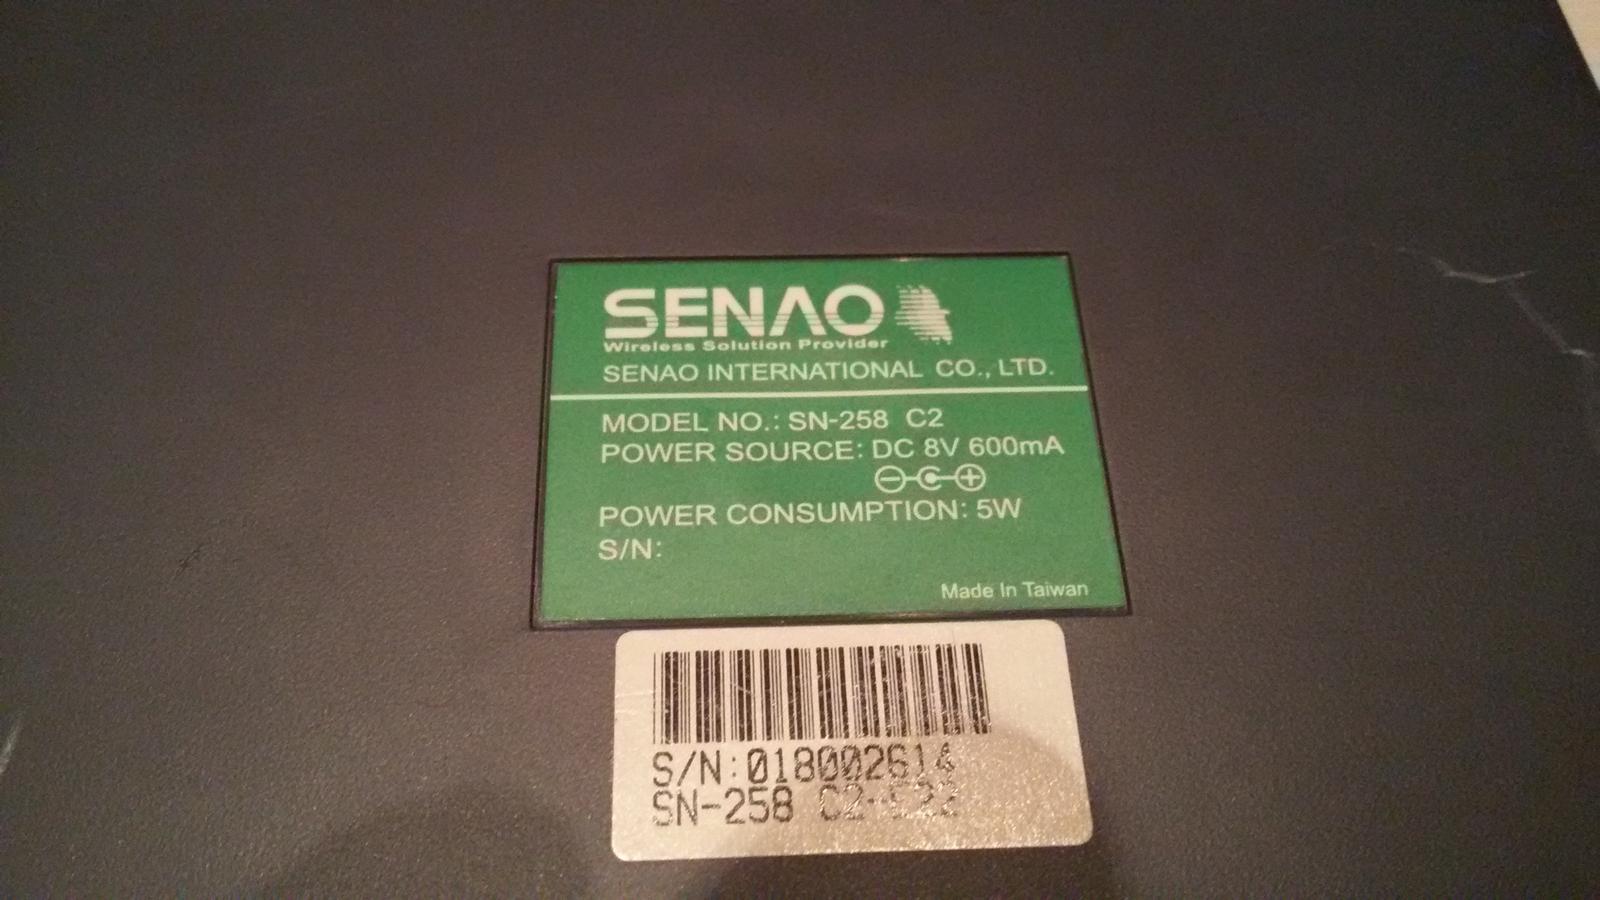 SENAO
Wireless Solution Provider
SENAO INTERNATIONAL CO., LTD.
MODEL NO.: SN-258 C2
POWER SOURCE: DC 8V 600mA
POWER CONSUMPTION: 5W
S/N:
Made In Taiwan
S/N:018002614
SN-258